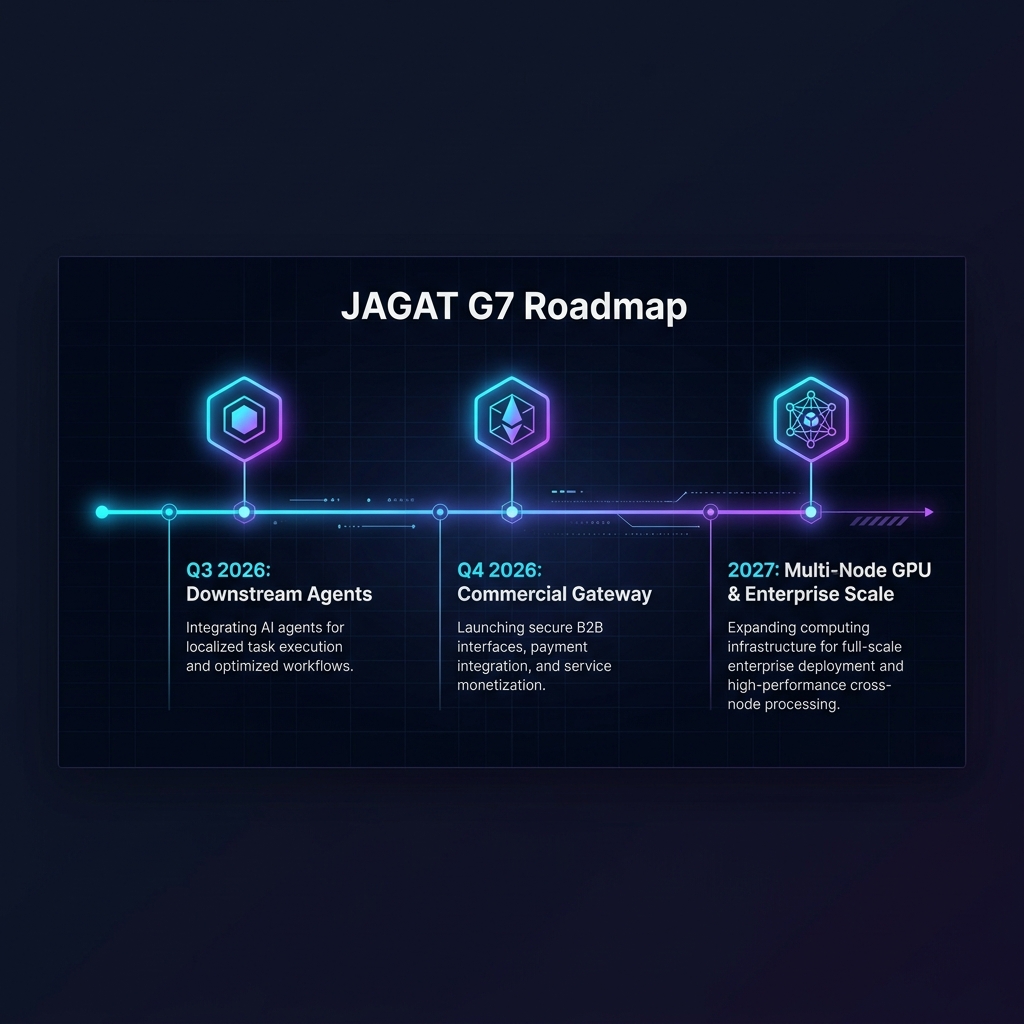 JAGAT G7 Roadmap
Q3 2026:
Downstream Agents
Integrating AI agents for
localized task execution
and optimized workflows.
Q4 2026:
Commercial Gateway
Launching secure B2B
interfaces, payment
integration, and service
monetization.
2027: Multi-Node GPU
& Enterprise Scale
Expanding computing
infrastructure for full-scale
enterprise deployment and
high-performance cross-
node processing.